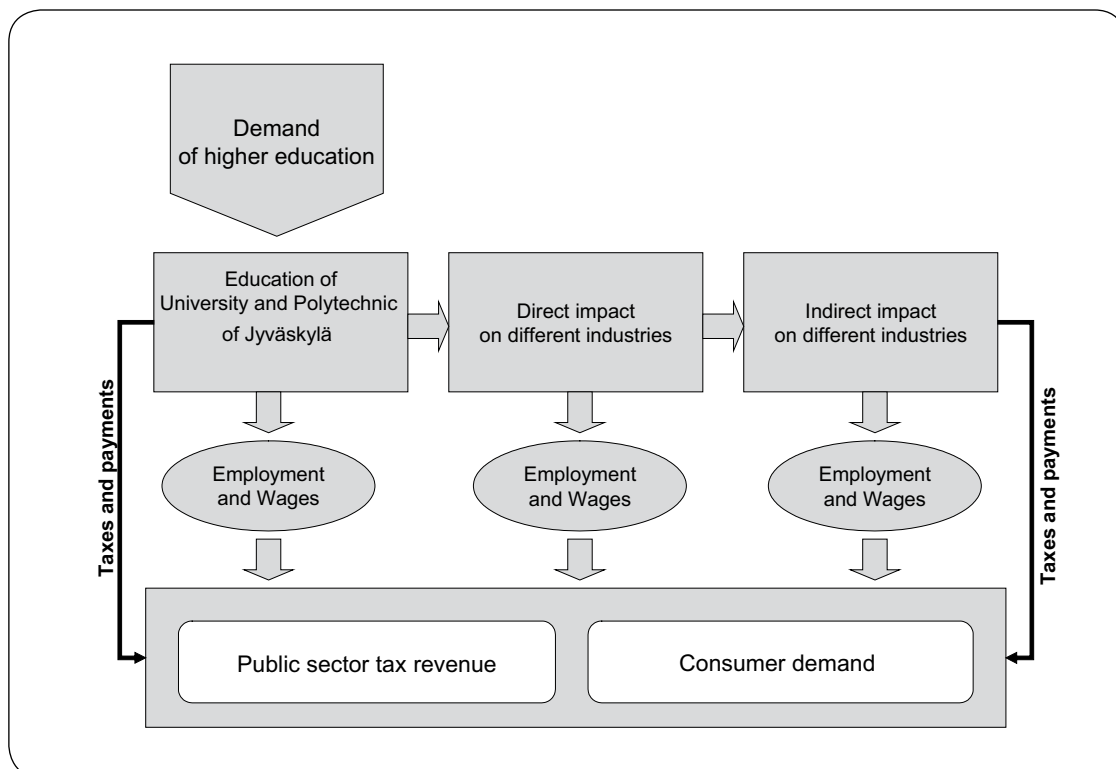 Demand
of higher education
Education of
University and Polytechnic
of Jyväskylä
Direct impact
on different industries
Indirect impact
on different industries
Taxes and payments
Taxes and payments
Employment
and Wages
Employment
and Wages
Employment
and Wages
Public sector tax revenue
Consumer demand